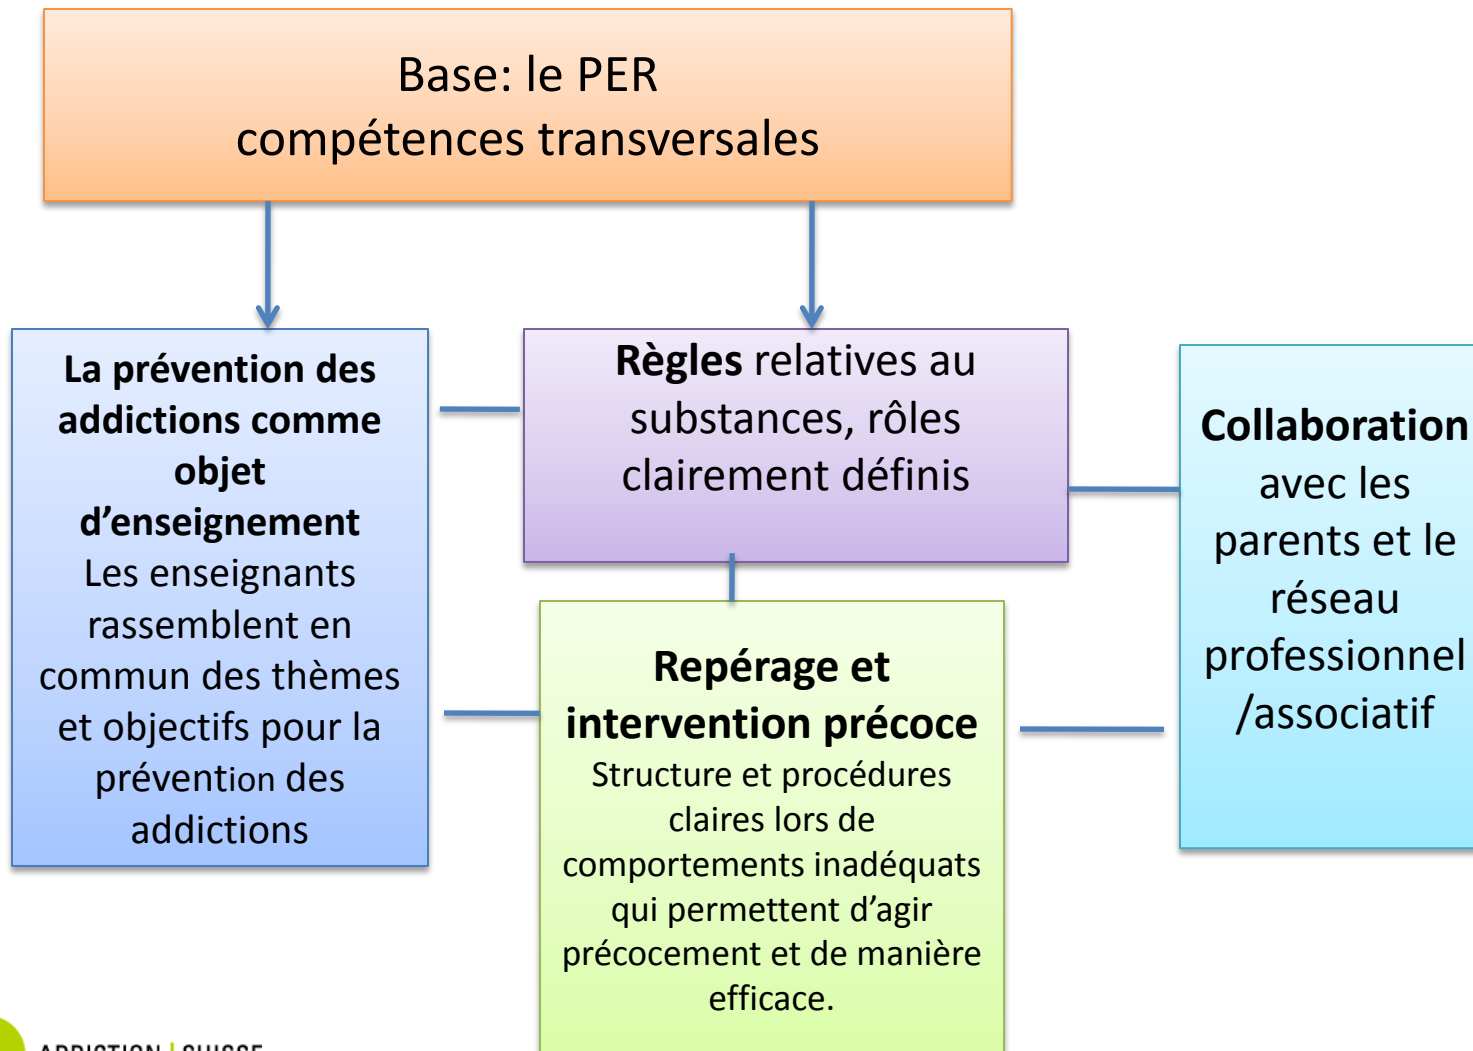 Base: le PER
compétences transversales
La prévention des
addictions comme
objet
d’enseignement
Les enseignants
rassemblent en
commun des thèmes
et objectifs pour la
prévention des
addictions
Règles relatives au
substances, rôles
clairement définis
Repérage et
intervention précoce
Structure et procédures
claires lors de
comportements inadéquats
qui permettent d’agir
précocement et de manière
efficace.
Collaboration
avec les
parents et le
réseau
professionnel
/associatif
ADDICTION | SUISSE